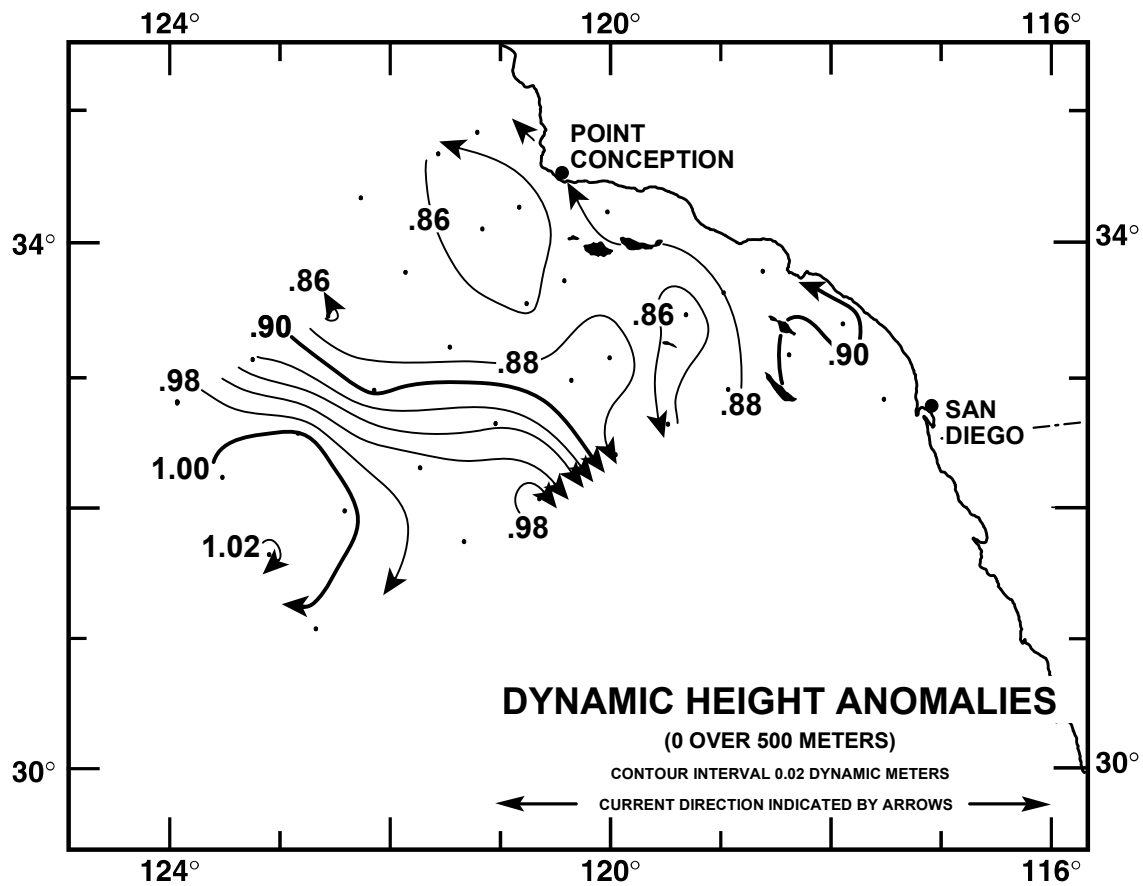 124° 120° 116°
POINT
CONCEPTION
.86
34° 34°
.86
.90
.86
.88
.90
.98
.88
SAN
DIEGO
1.00
.98
1.02
DYNAMIC HEIGHT ANOMALIES
(0 OVER 500 METERS)
30° 30°
CONTOUR INTERVAL 0.02 DYNAMIC METERS
CURRENT DIRECTION INDICATED BY ARROWS
124° 120° 116°